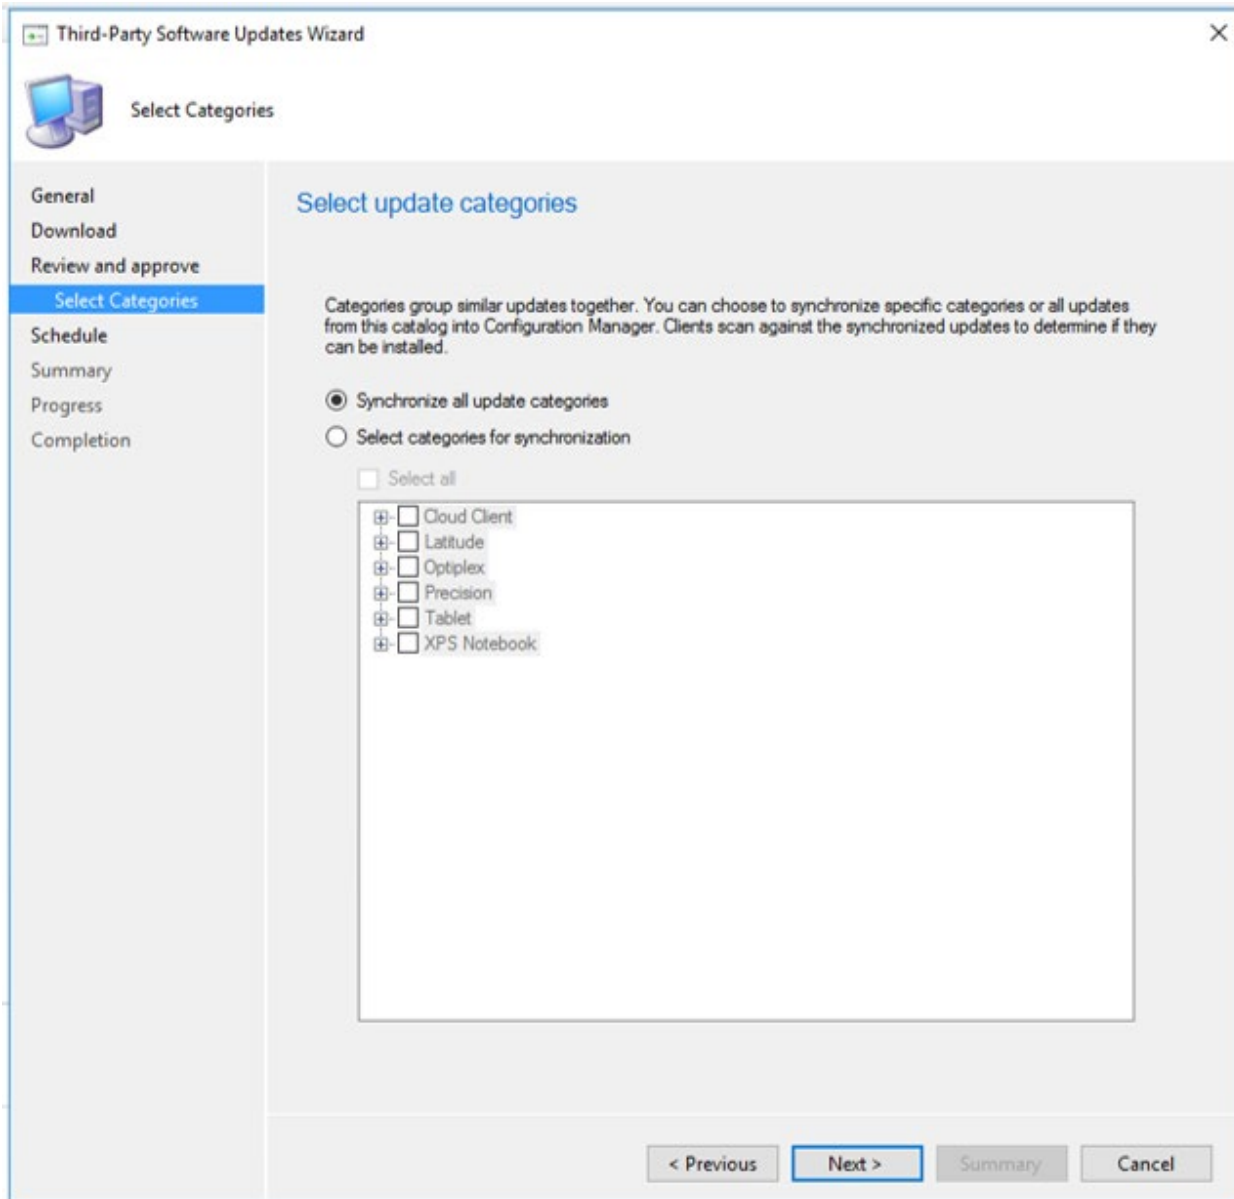 Third-Party Software Updates Wizard
Select Categories
General
Download
Review and approve
Select Categories
Schedule
Summary
Progress
Completion
Select update categories
Categories group similar updates together. You can choose to synchronize specific categories or all updates
from this catalog into Configuration Manager. Clients scan against the synchronized updates to determine if they
can be installed.
Synchronize all update categories
Select categories for synchronization
Select all
Cloud Client
Latitude
Optiplex
Precision
Tablet
XPS Notebook
< Previous
Next >
Summary
Cancel